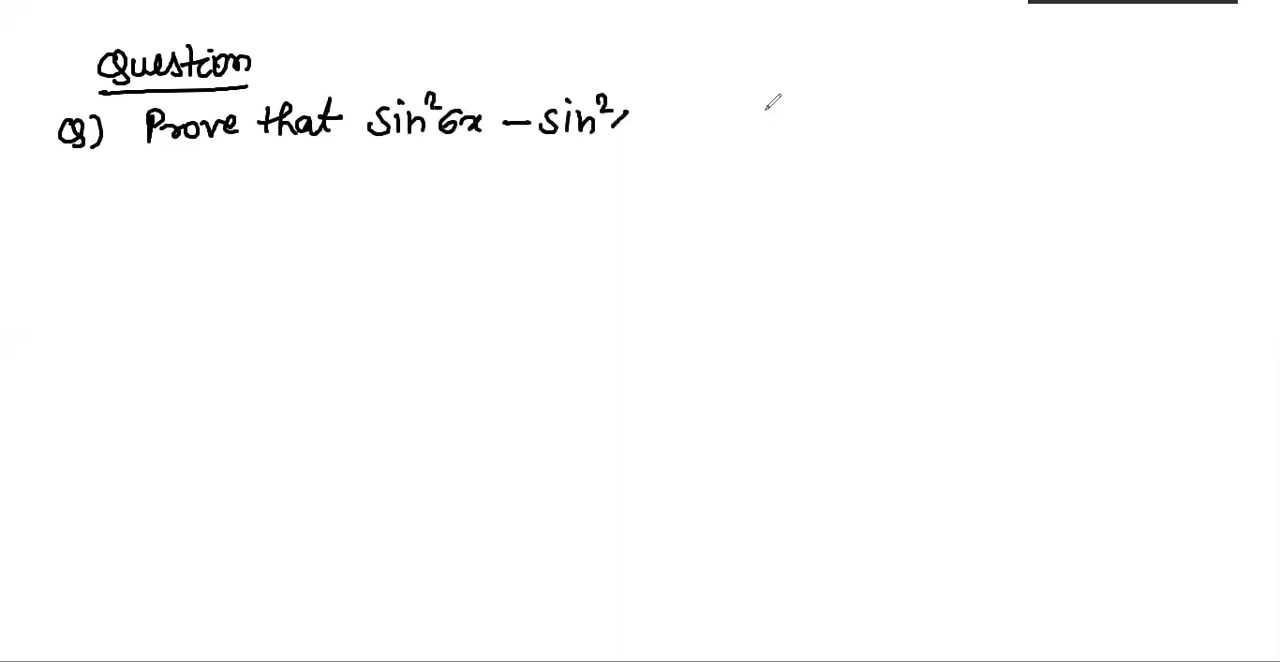 Question
Q) Prove that sin²6x – sin²